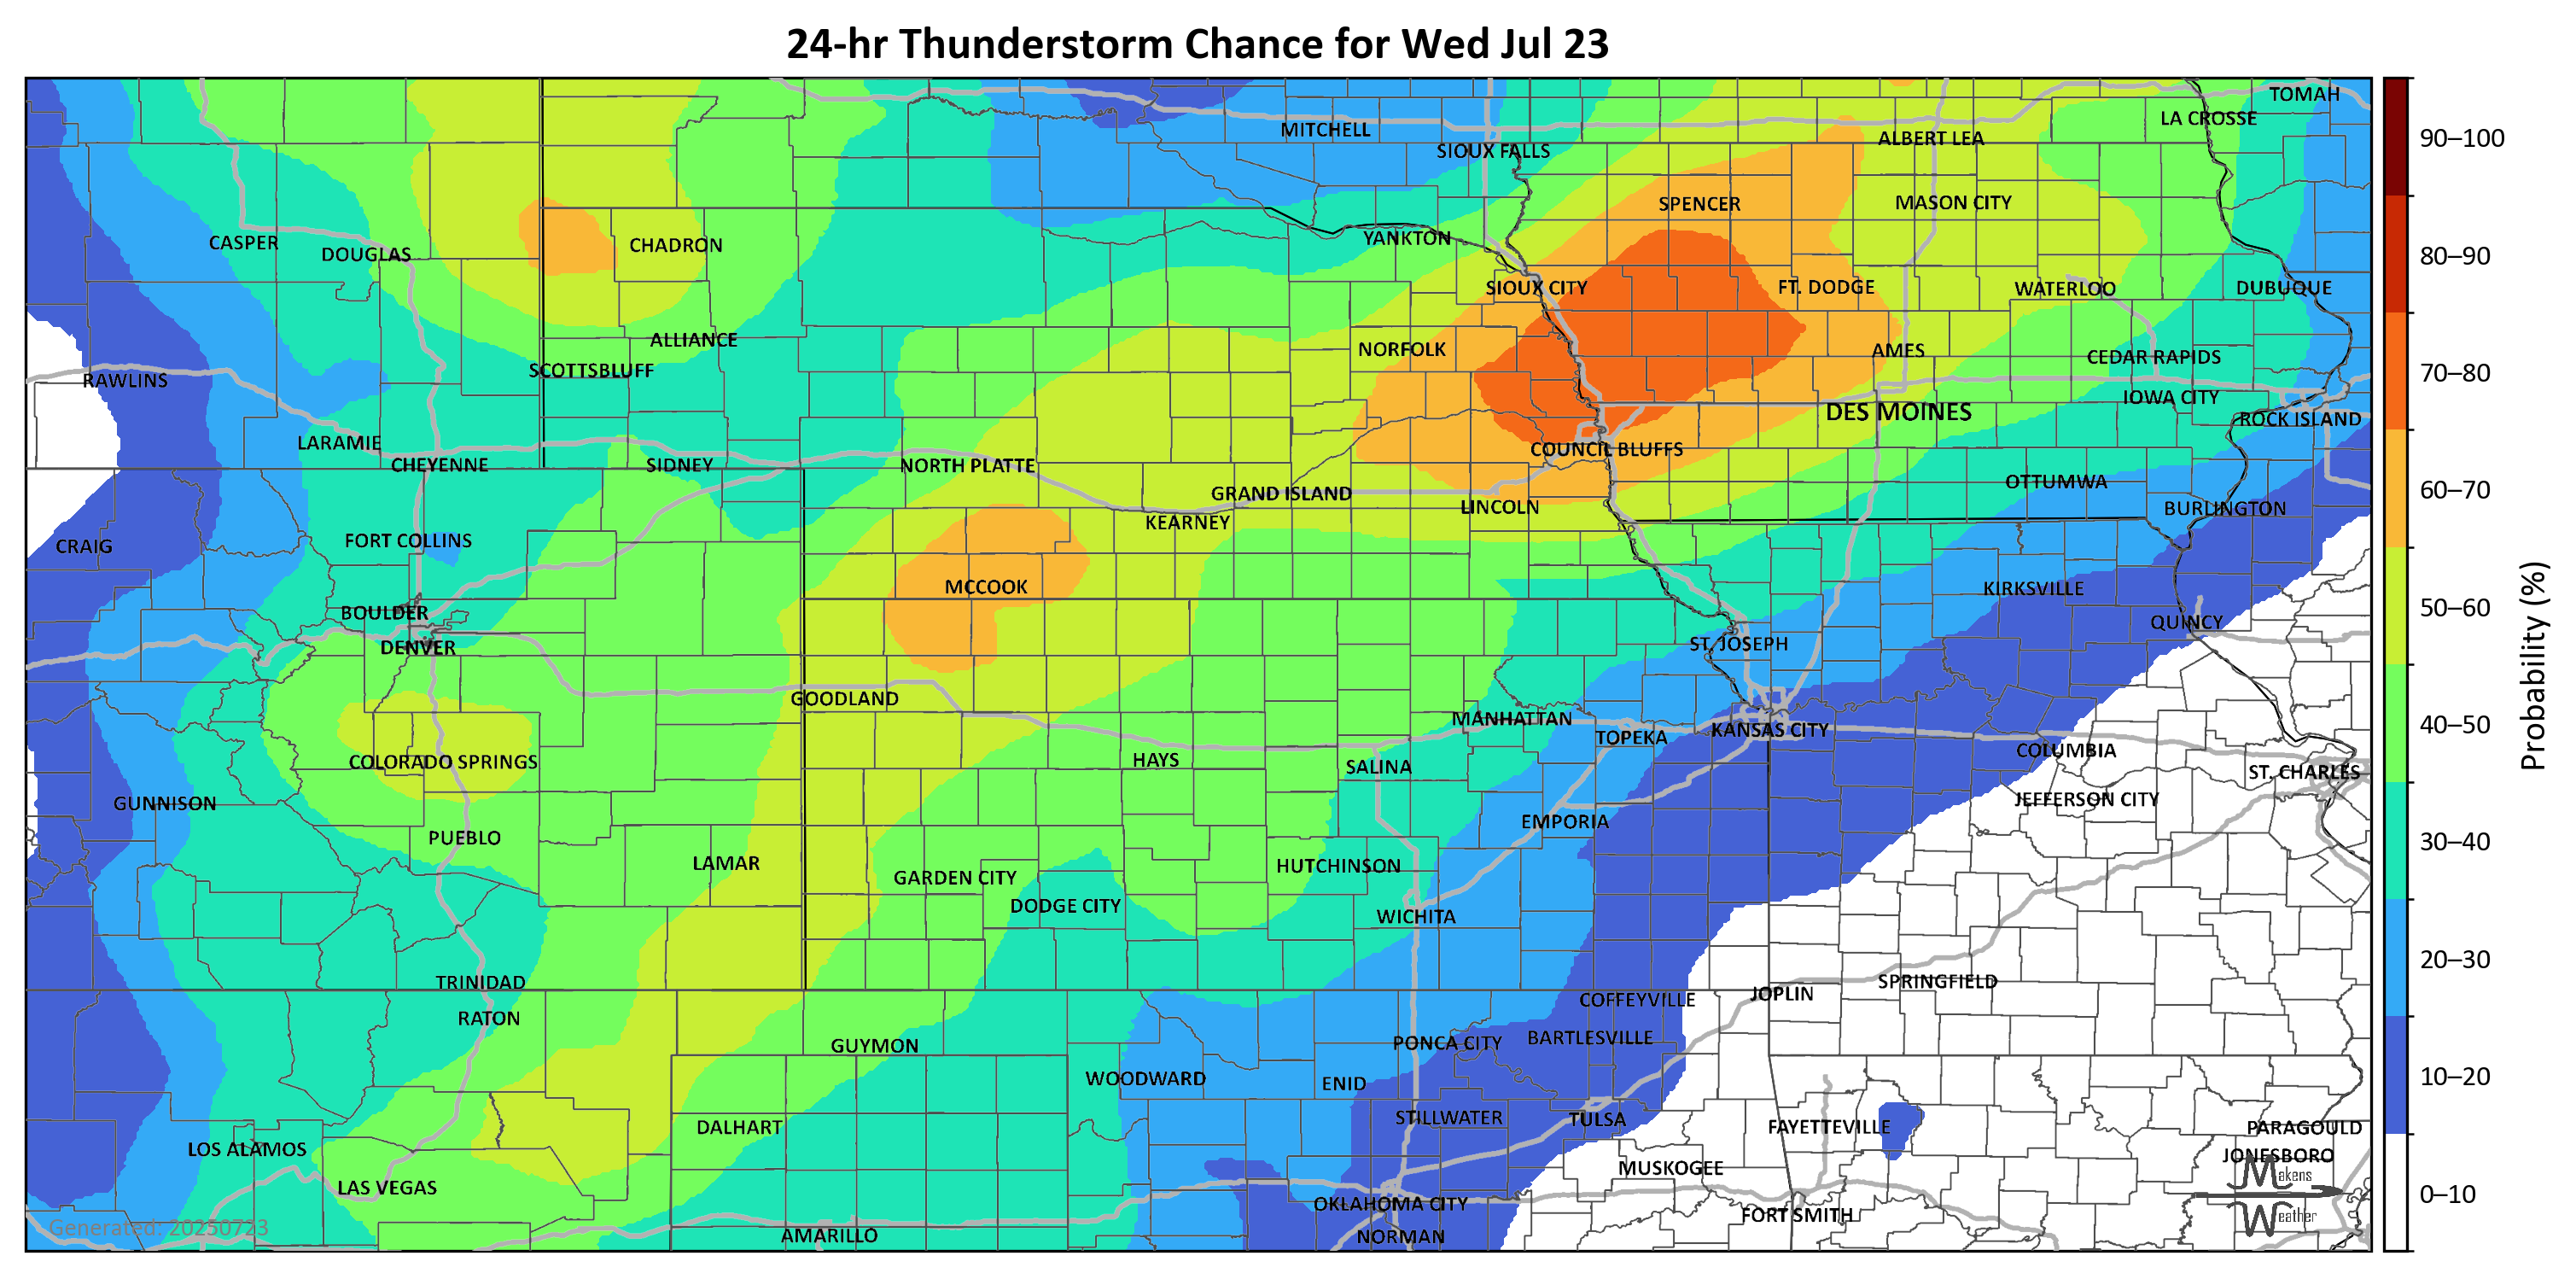 24-hr Thunderstorm Chance for Wed Jul 23
TOMAH
LA CROSSE
MITCHELL
ALBERT LEA
SIOUX FALLS
SPENCER
MASON CITY
YANKTON
CASPER
DOUGLAS
CHADRON
SIOUX CITY
FT. DODGE
WATERLOO
DUBUQUE
ALLIANCE
NORFOLK
AMES
CEDAR RAPIDS
SCOTTSBLUFF
RAWLINS
IOWA CITY
DES MOINES
ROCK ISLAND
LARAMIE
COUNCIL BLUFFS
CHEYENNE
SIDNEY
NORTH PLATTE
OTTUMWA
GRAND ISLAND
LINCOLN
BURLINGTON
KEARNEY
CRAIG
FORT COLLINS
MCCOOK
KIRKSVILLE
BOULDER
QUINCY
DENVER
ST. JOSEPH
GOODLAND
MANHATTAN
KANSAS CITY
TOPEKA
COLUMBIA
COLORADO SPRINGS
HAYS
SALINA
ST. CHARLES
GUNNISON
JEFFERSON CITY
EMPORIA
PUEBLO
LAMAR
HUTCHINSON
GARDEN CITY
DODGE CITY
WICHITA
TRINIDAD
SPRINGFIELD
JOPLIN
COFFEYVILLE
RATON
BARTLESVILLE
GUYMON
PONCA CITY
WOODWARD
ENID
STILLWATER
TULSA
DALHART
FAYETTEVILLE
PARAGOULD
LOS ALAMOS
JONESBORO
MUSKOGEE
LAS VEGAS
OKLAHOMA CITY
FORT SMITH
AMARILLO
NORMAN
Generated: 20250723
Makens
Weather
90–100
80–90
70–80
60–70
50–60
40–50
30–40
20–30
10–20
0–10
Probability (%)